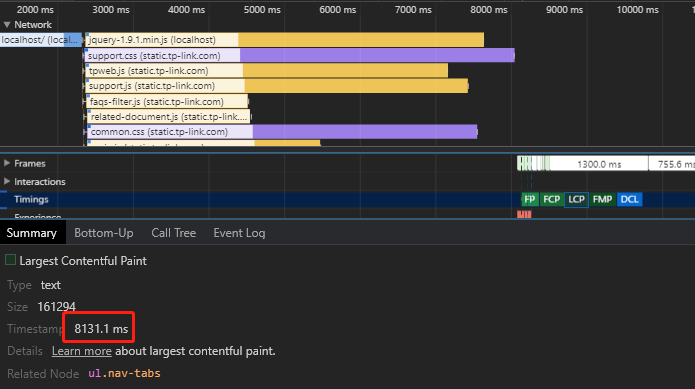 2000 ms 3000 ms 4000 ms 5000 ms 6000 ms 7000 ms 8000 ms 9000 ms 10000 ms
▼ Network
localhost/ (localhost) jquery-1.9.1.min.js (localhost)
support.css (static.tp-link.com)
tpweb.js (static.tp-link.com)
support.js (static.tp-link.com)
faqs-filter.js (static.tp-link.com)
related-document.js (static.tp-link....
common.css (static.tp-link.com)
▶ Frames 1300.0 ms 755.6 ms
▶ Interactions
Timings FP FCP LCP FMP DCL
Experience
Summary Bottom-Up Call Tree Event Log
Largest Contentful Paint
Type text
Size 161294
Timestamp 8131.1 ms
Details Learn more about largest contentful paint.
Related Node ul.nav-tabs